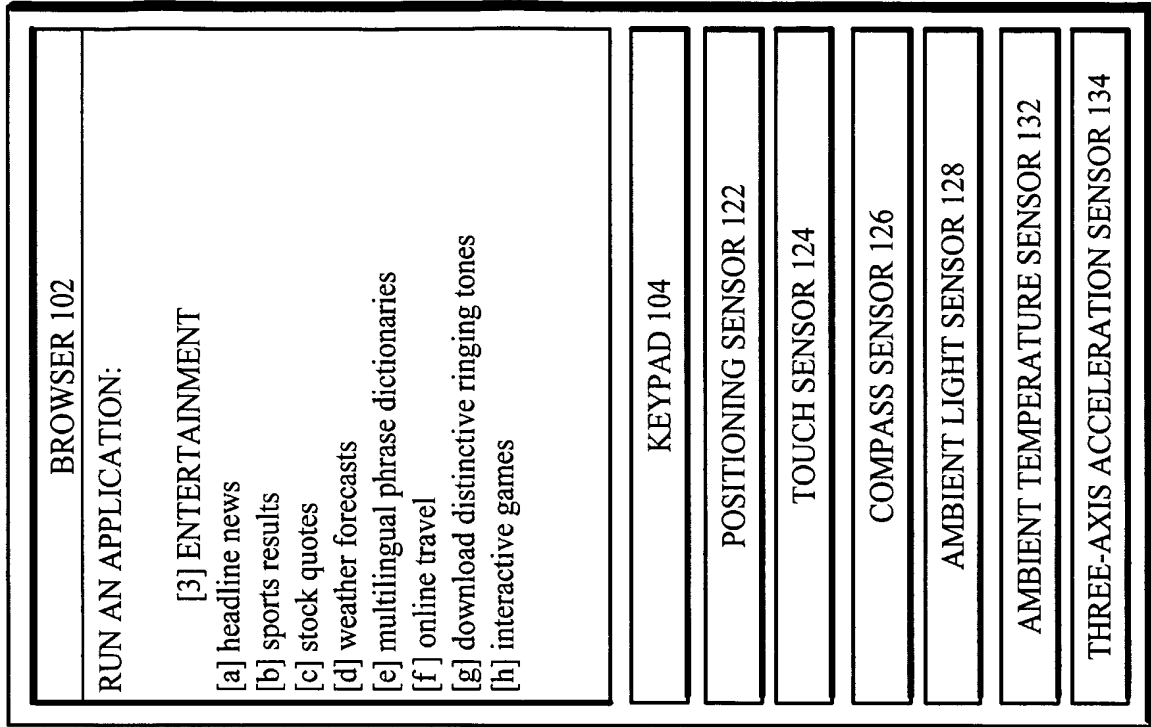 BROWSER 102
RUN AN APPLICATION:
[3] ENTERTAINMENT
[a] headline news
[b] sports results
[c] stock quotes
[d] weather forecasts
[e] multilingual phrase dictionaries
[f ] online travel
[g] download distinctive ringing tones
[h] interactive games
KEYPAD 104
POSITIONING SENSOR 122
TOUCH SENSOR 124
COMPASS SENSOR 126
AMBIENT LIGHT SENSOR 128
AMBIENT TEMPERATURE SENSOR 132
THREE-AXIS ACCELERATION SENSOR 134